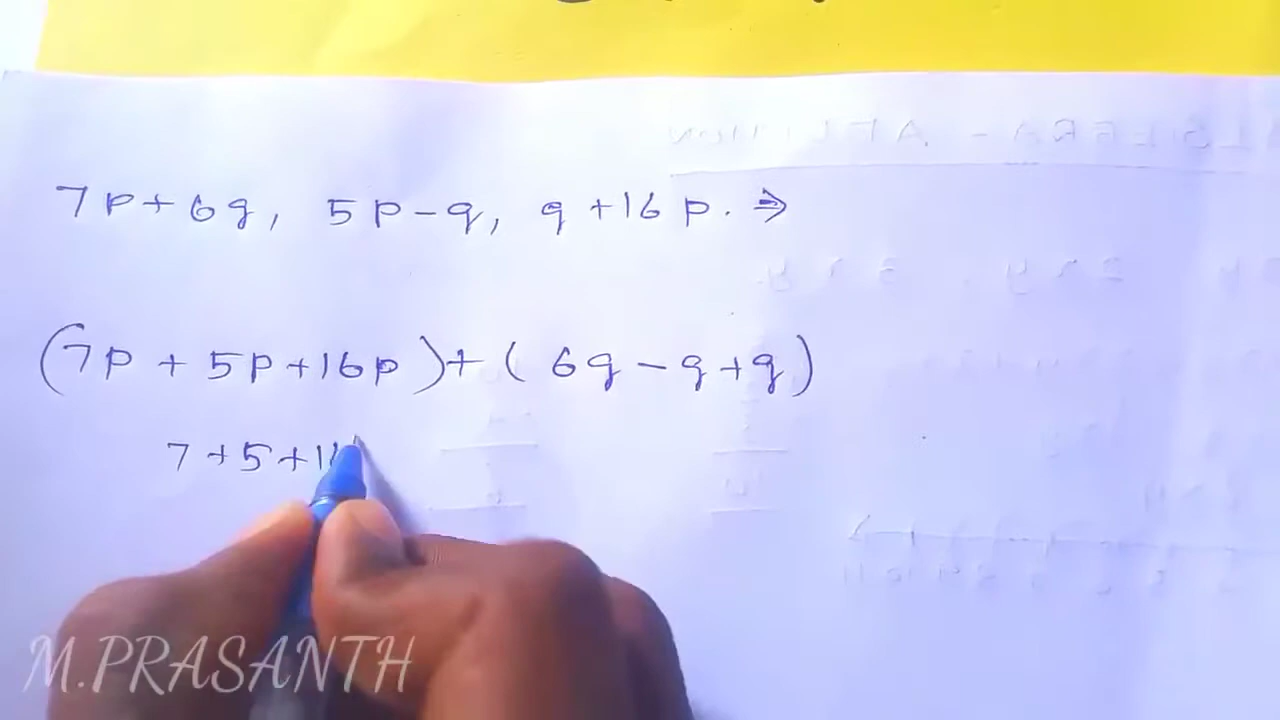 7p+6q, 5p-q, q+16p. ⇒
(7p + 5p+16p)+( 6q - q+q)
7+5+1
M.PRASANTH